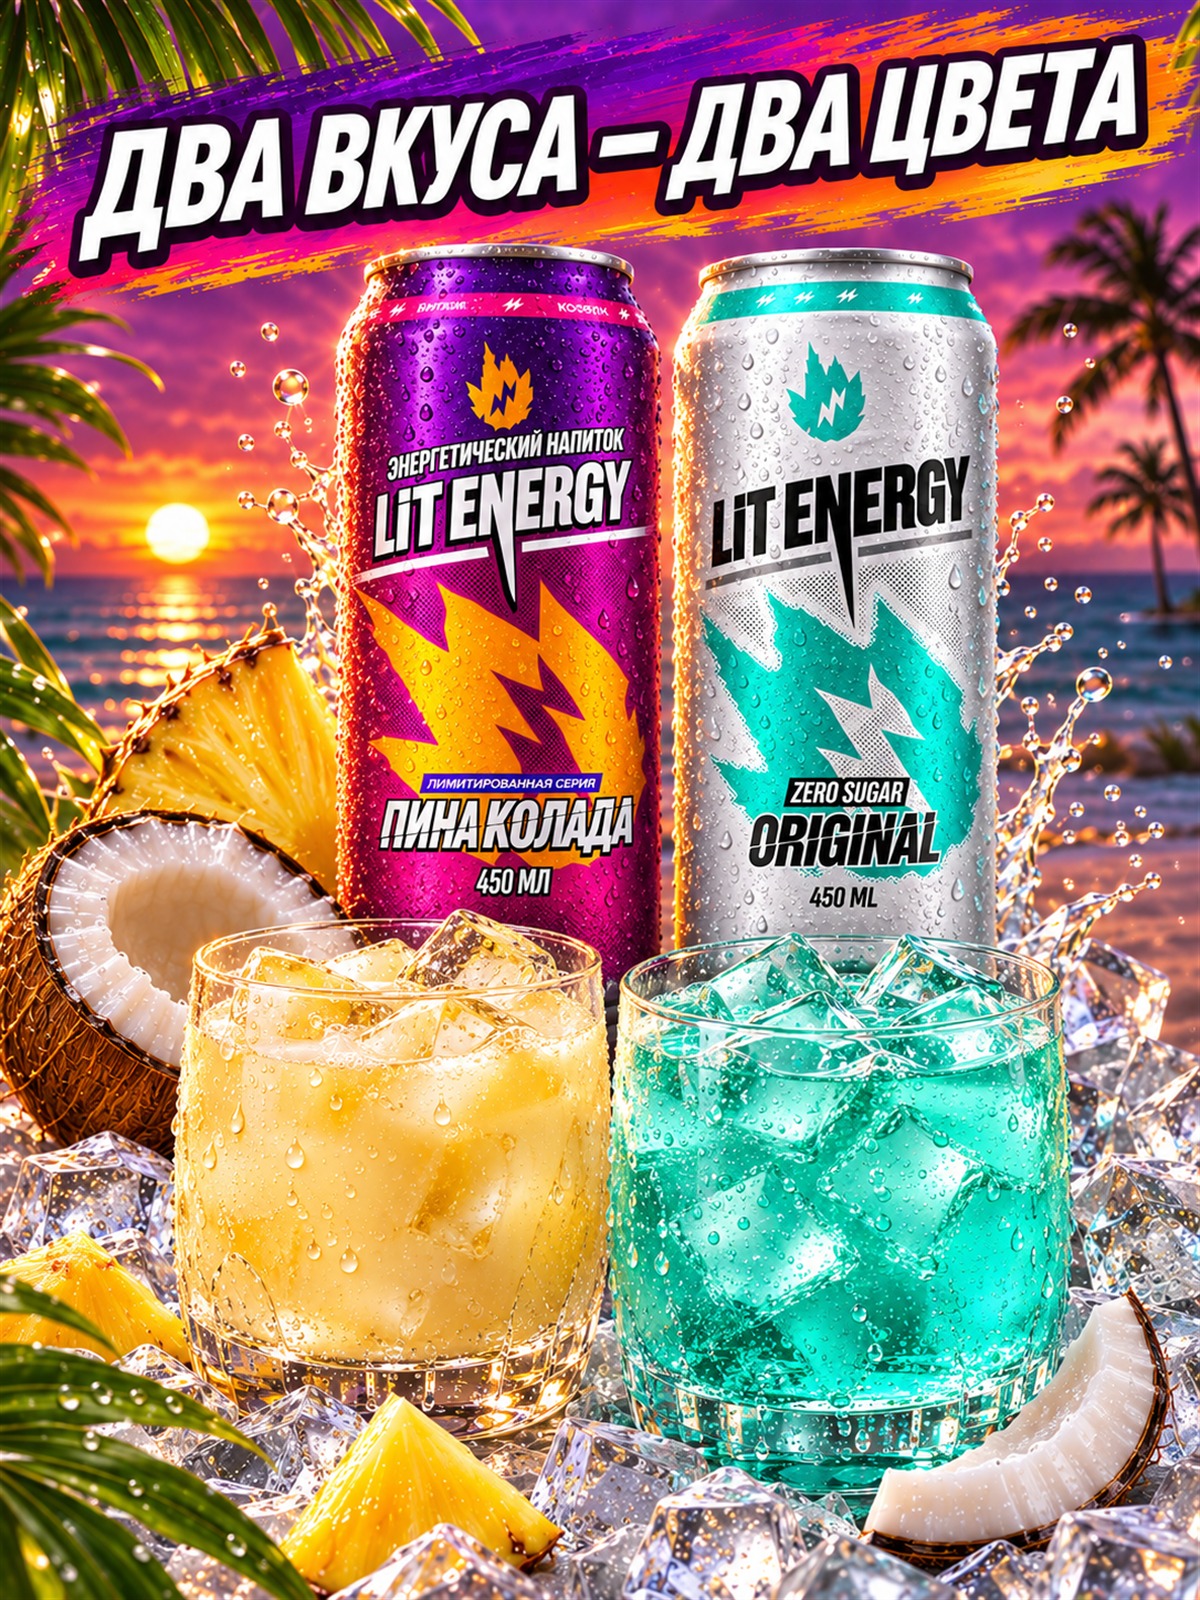 ДВА ВКУСА – ДВА ЦВЕТА
ЭНЕРГЕТИЧЕСКИЙ НАПИТОК
LiT ENERGY
ЛИМИТИРОВАННАЯ СЕРИЯ
ПИНА КОЛАДА
450 МЛ
LiT ENERGY
ZERO SUGAR
ORIGINAL
450 ML